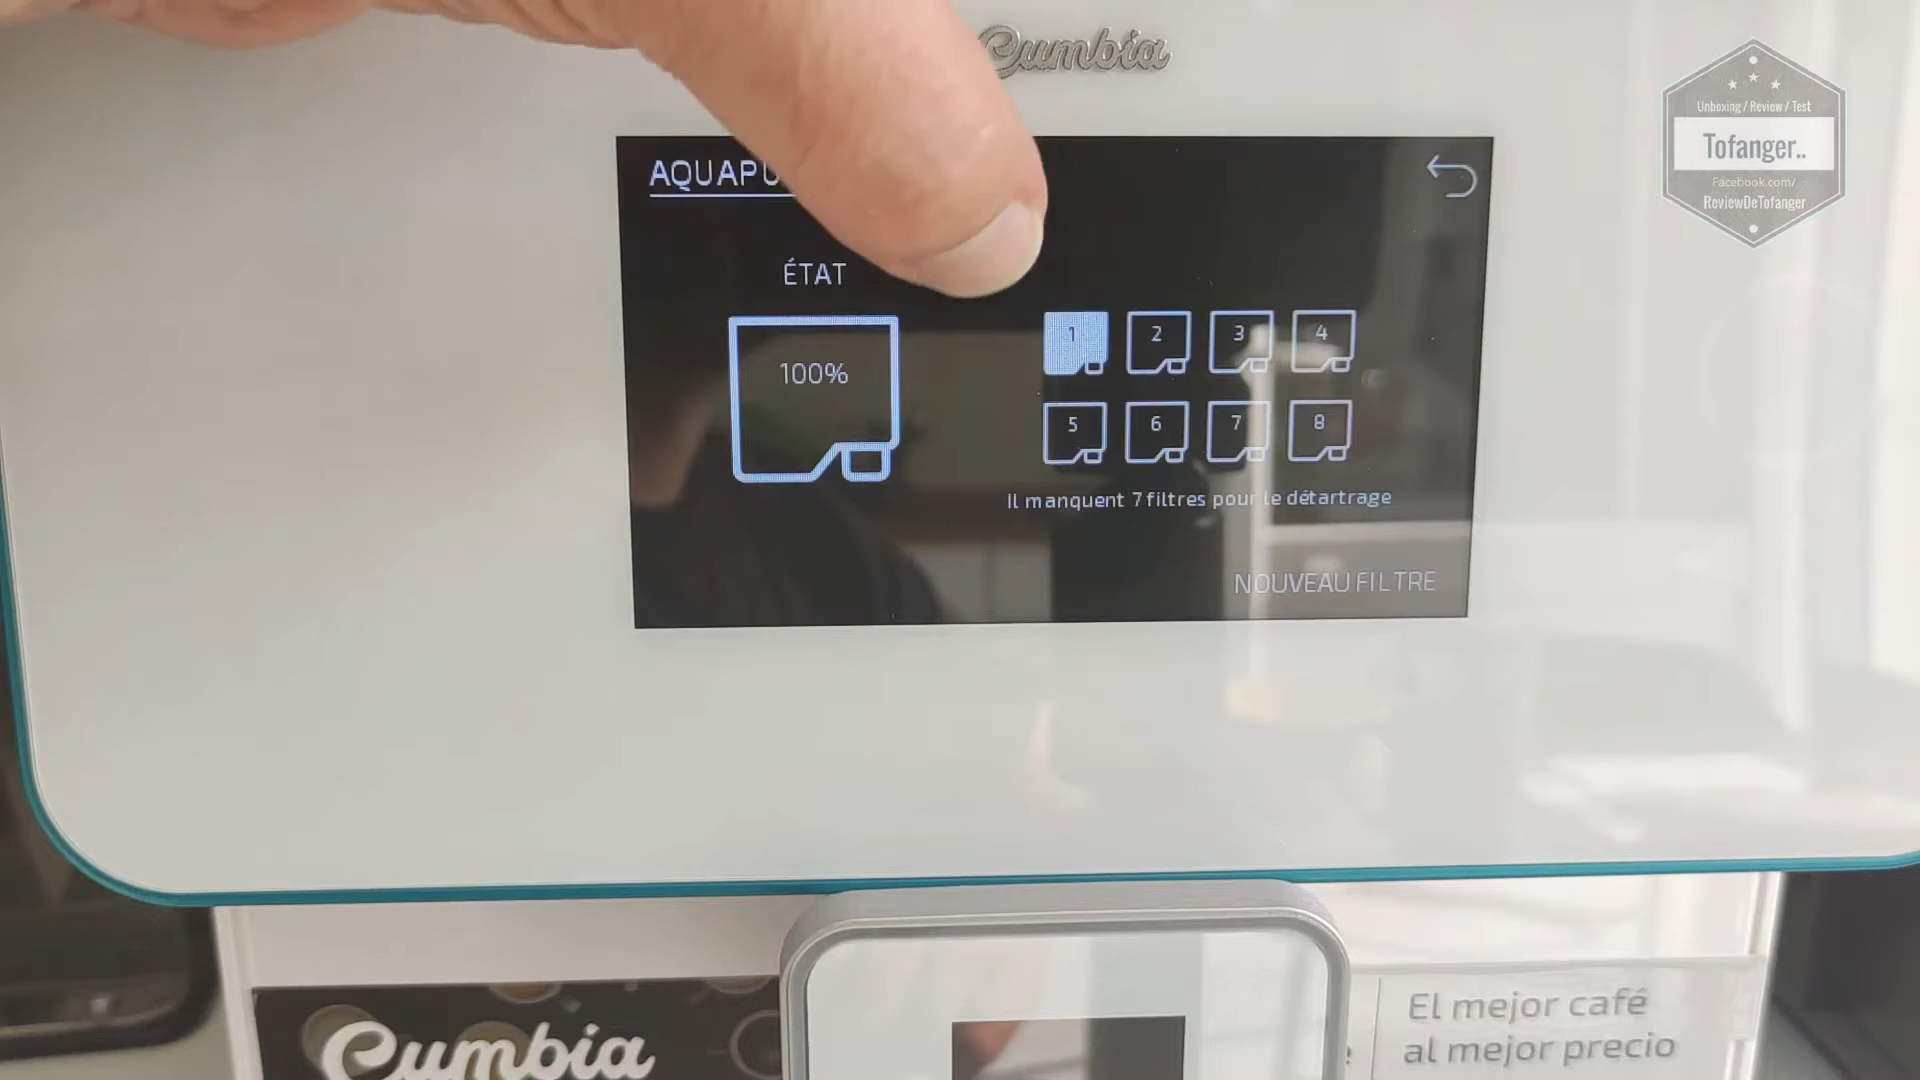 Cumbia
Unboxing / Review / Test
Tofanger..
Facebook.com/
ReviewDeTofanger
ÉTAT
100%
1 2 3 4
5 6 7 8
Il manquent 7 filtres pour le détartrage
NOUVEAU FILTRE
Cumbia
El mejor café
al mejor precio